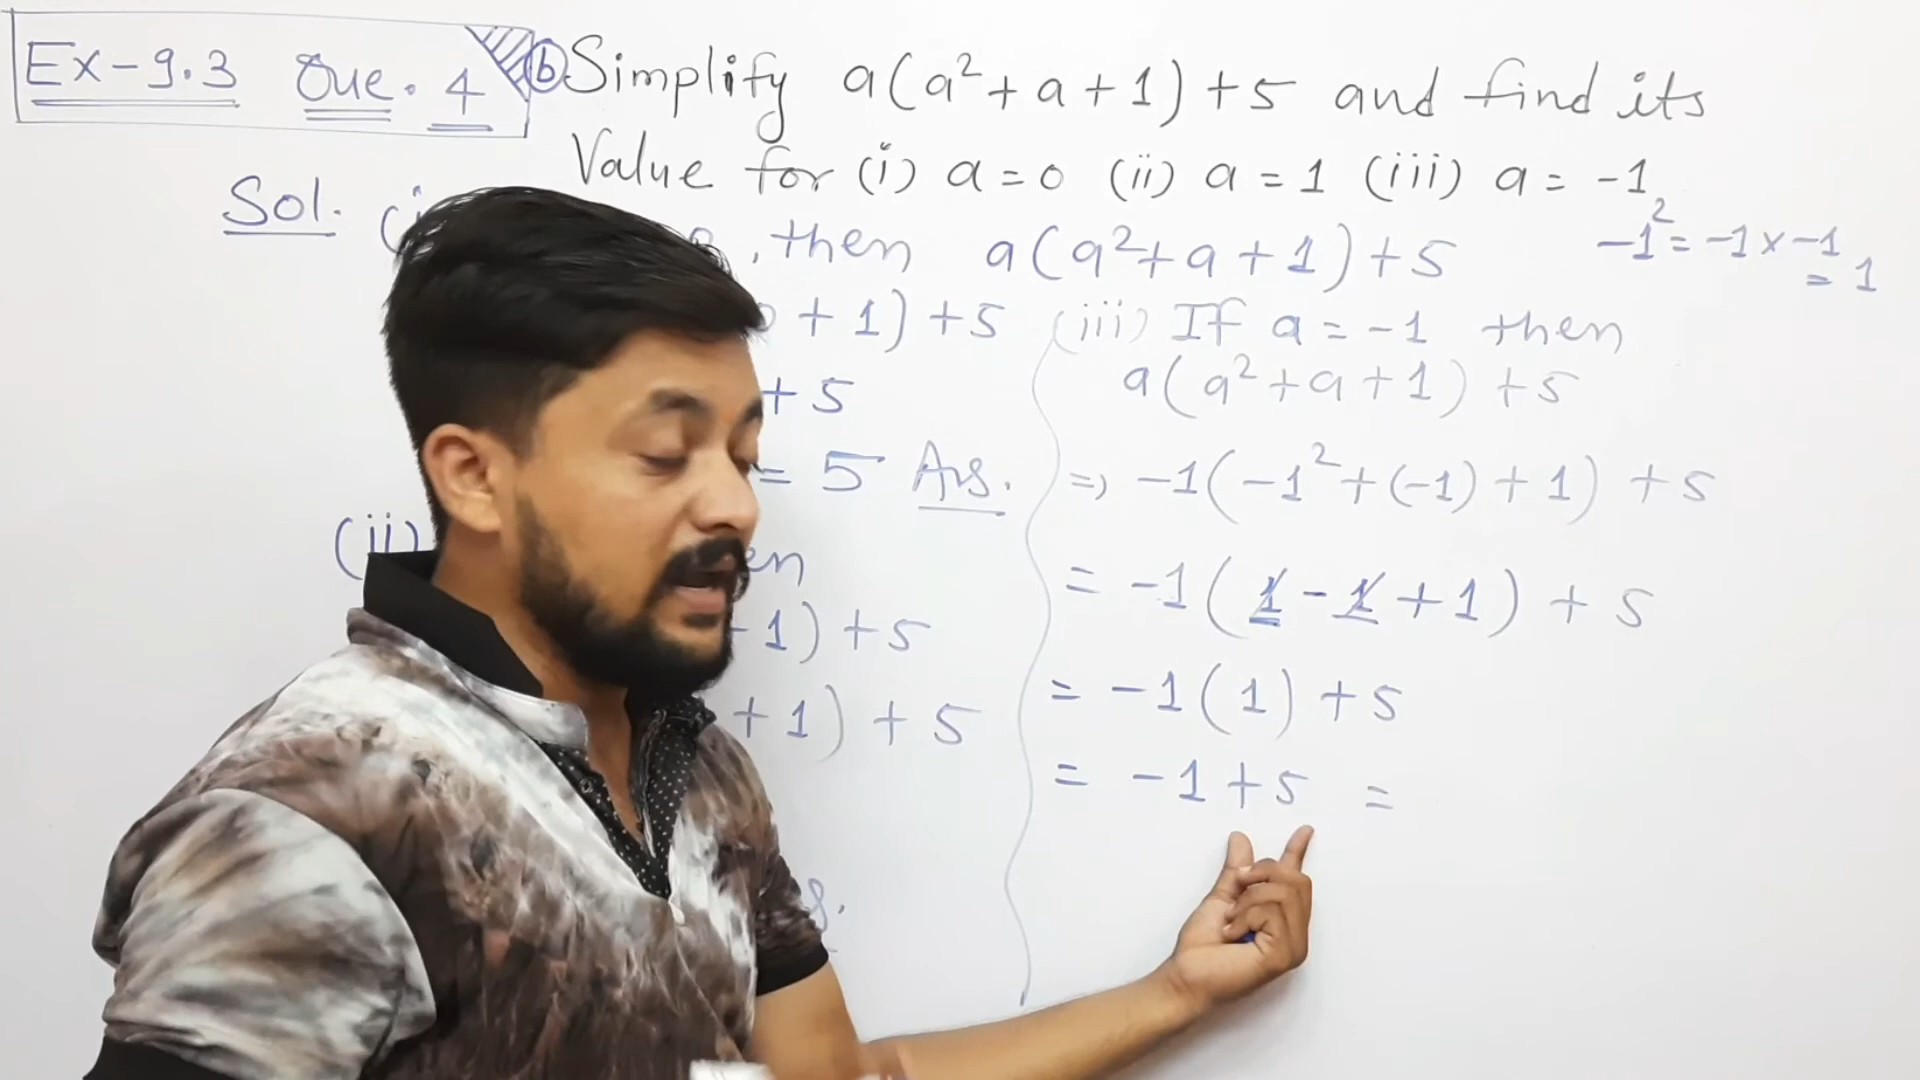 Ex-9.3 Que. 4
(b) Simplify a(a²+a+1)+5 and find its
Value for (i) a=0 (ii) a=1 (iii) a= -1
Sol. (i
, then a(a²+a+1)+5
+1)+5
+5
= 5 Ans.
(ii)
en
-1)+5
+1)+5
s.
-1²= -1×-1
= 1
(iii) If a=-1 then
a(a²+a+1)+5
=> -1(-1²+(-1)+1)+5
= -1(1-1+1)+5
= -1(1)+5
= -1+5 =